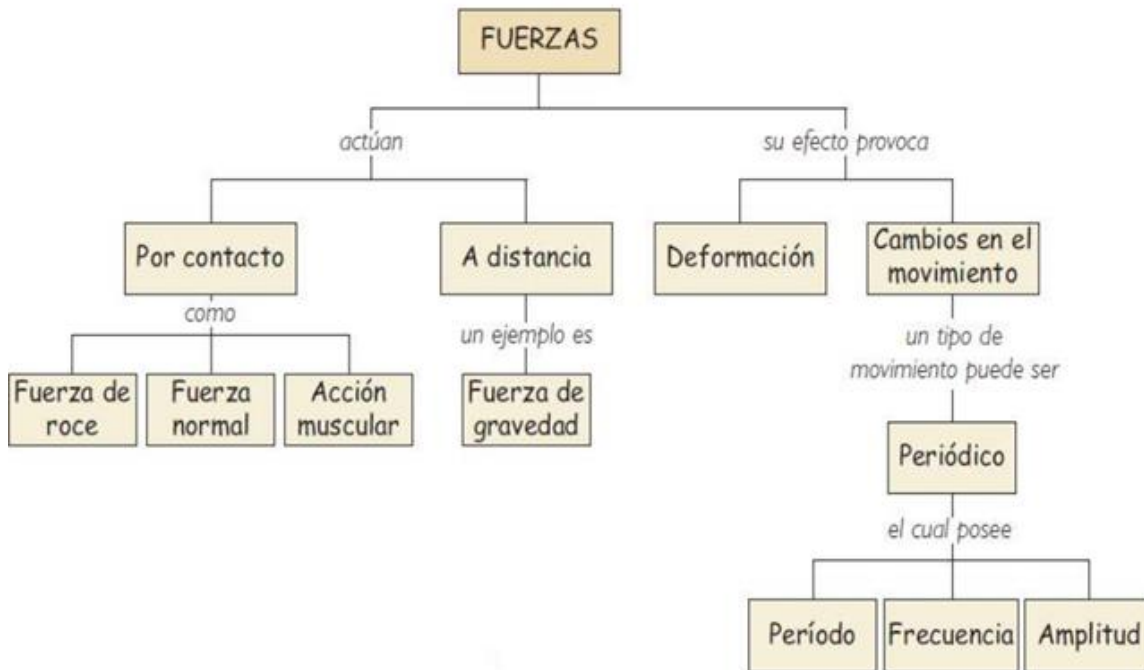 FUERZAS
actúan
su efecto provoca
Por contacto
A distancia
Deformación
Cambios en el
movimiento
como
un ejemplo es
un tipo de
movimiento puede ser
Fuerza de
roce
Fuerza
normal
Acción
muscular
Fuerza de
gravedad
Periódico
el cual posee
Período
Frecuencia
Amplitud